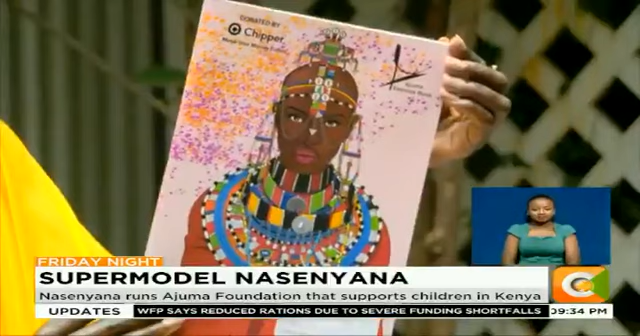 DONATED BY
Chipper
Ajuma
FRIDAY NIGHT
SUPERMODEL NASENYANA
Nasenyana runs Ajuma Foundation that supports children in Kenya
UPDATES
WFP SAYS REDUCED RATIONS DUE TO SEVERE FUNDING SHORTFALLS
09:34 PM